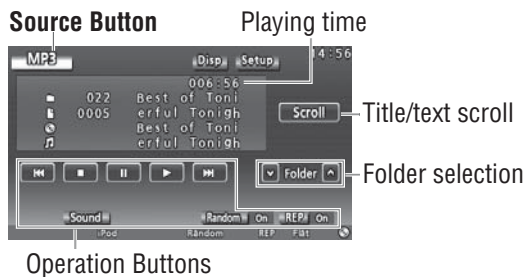 Source Button
Playing time
MP3
Disp
Setup
14:56
006:56
022 Best of Toni
0005 erful Tonigh
Best of Toni
erful Tonigh
Scroll
Title/text scroll
Folder
Folder selection
Sound
Random On REP On
iPod Random REP Flat
Operation Buttons